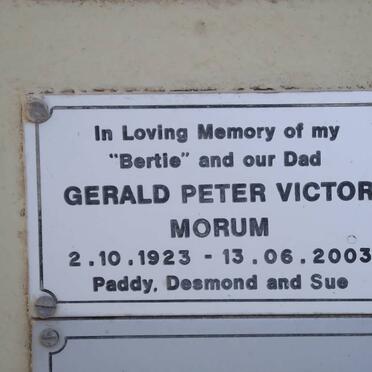 In Loving Memory of my
"Bertie" and our Dad
GERALD PETER VICTOR
MORUM
2.10.1923 - 13.06.2003
Paddy, Desmond and Sue